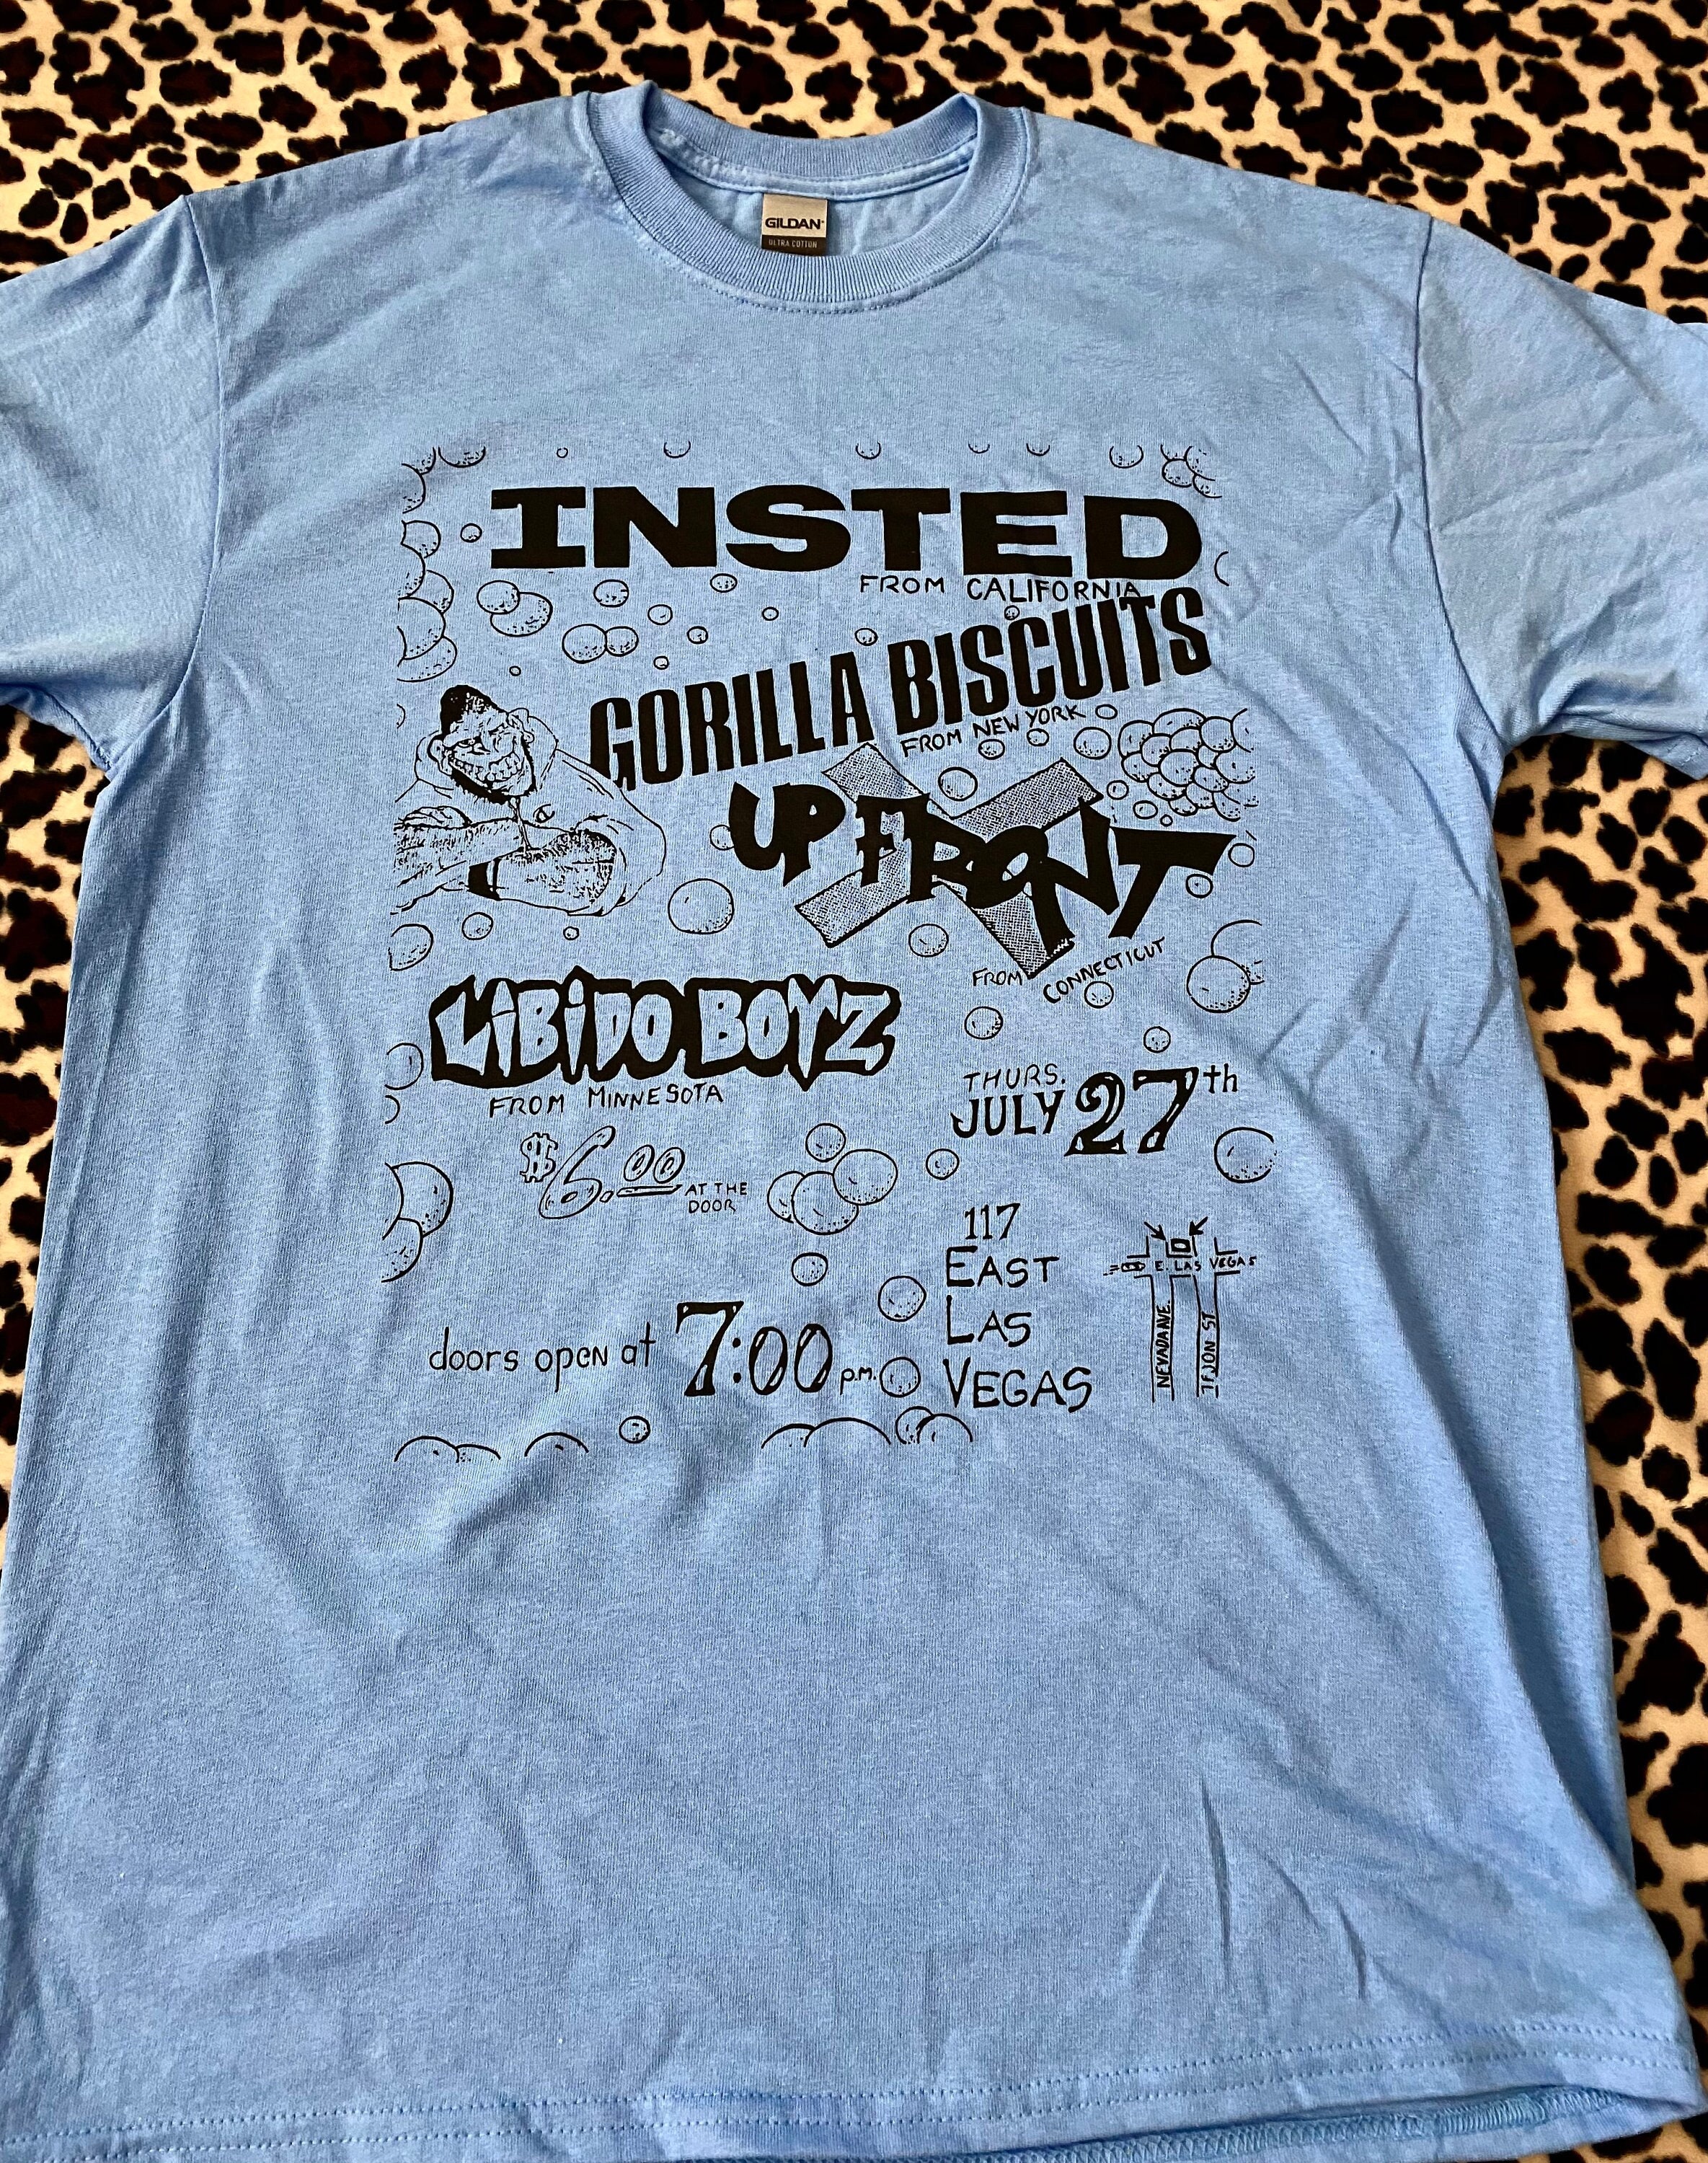 GILDAN
ULTRA COTTON
INSTED
FROM CALIFORNIA
GORILLA BISCUITS
FROM NEW YORK
UP FRONT
FROM CONNECTICUT
LiBiDO BOYZ
FROM MINNESOTA
THURS.
JULY 27th
$6.00 AT THE
DOOR
117
EAST
LAS
VEGAS
E. LAS VEGAS
NEVADA AVE.
TEJON ST
doors open at 7:00 p.m.